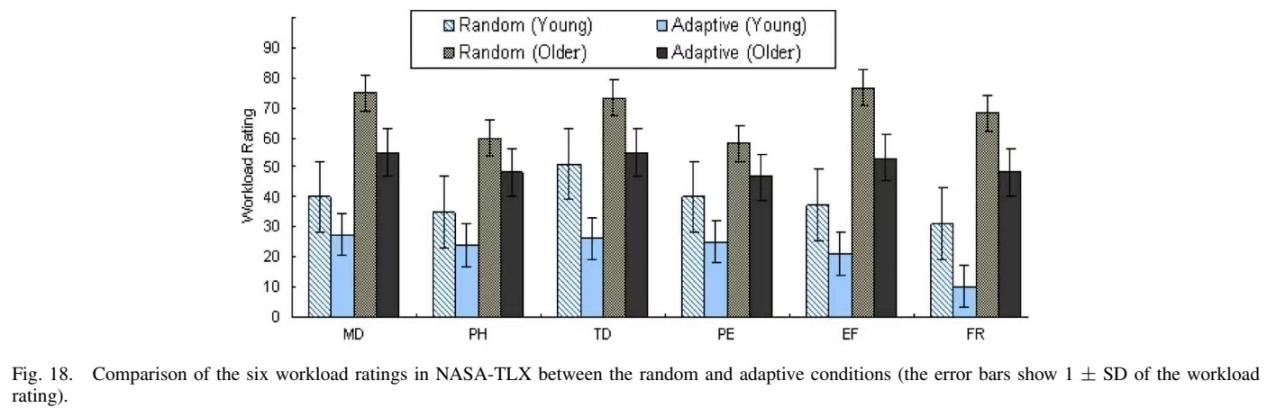 Random (Young) Adaptive (Young)
Random (Older) Adaptive (Older)
Workload Rating
90
80
70
60
50
40
30
20
10
0
MD PH TD PE EF FR
Fig. 18. Comparison of the six workload ratings in NASA-TLX between the random and adaptive conditions (the error bars show 1 ± SD of the workload
rating).